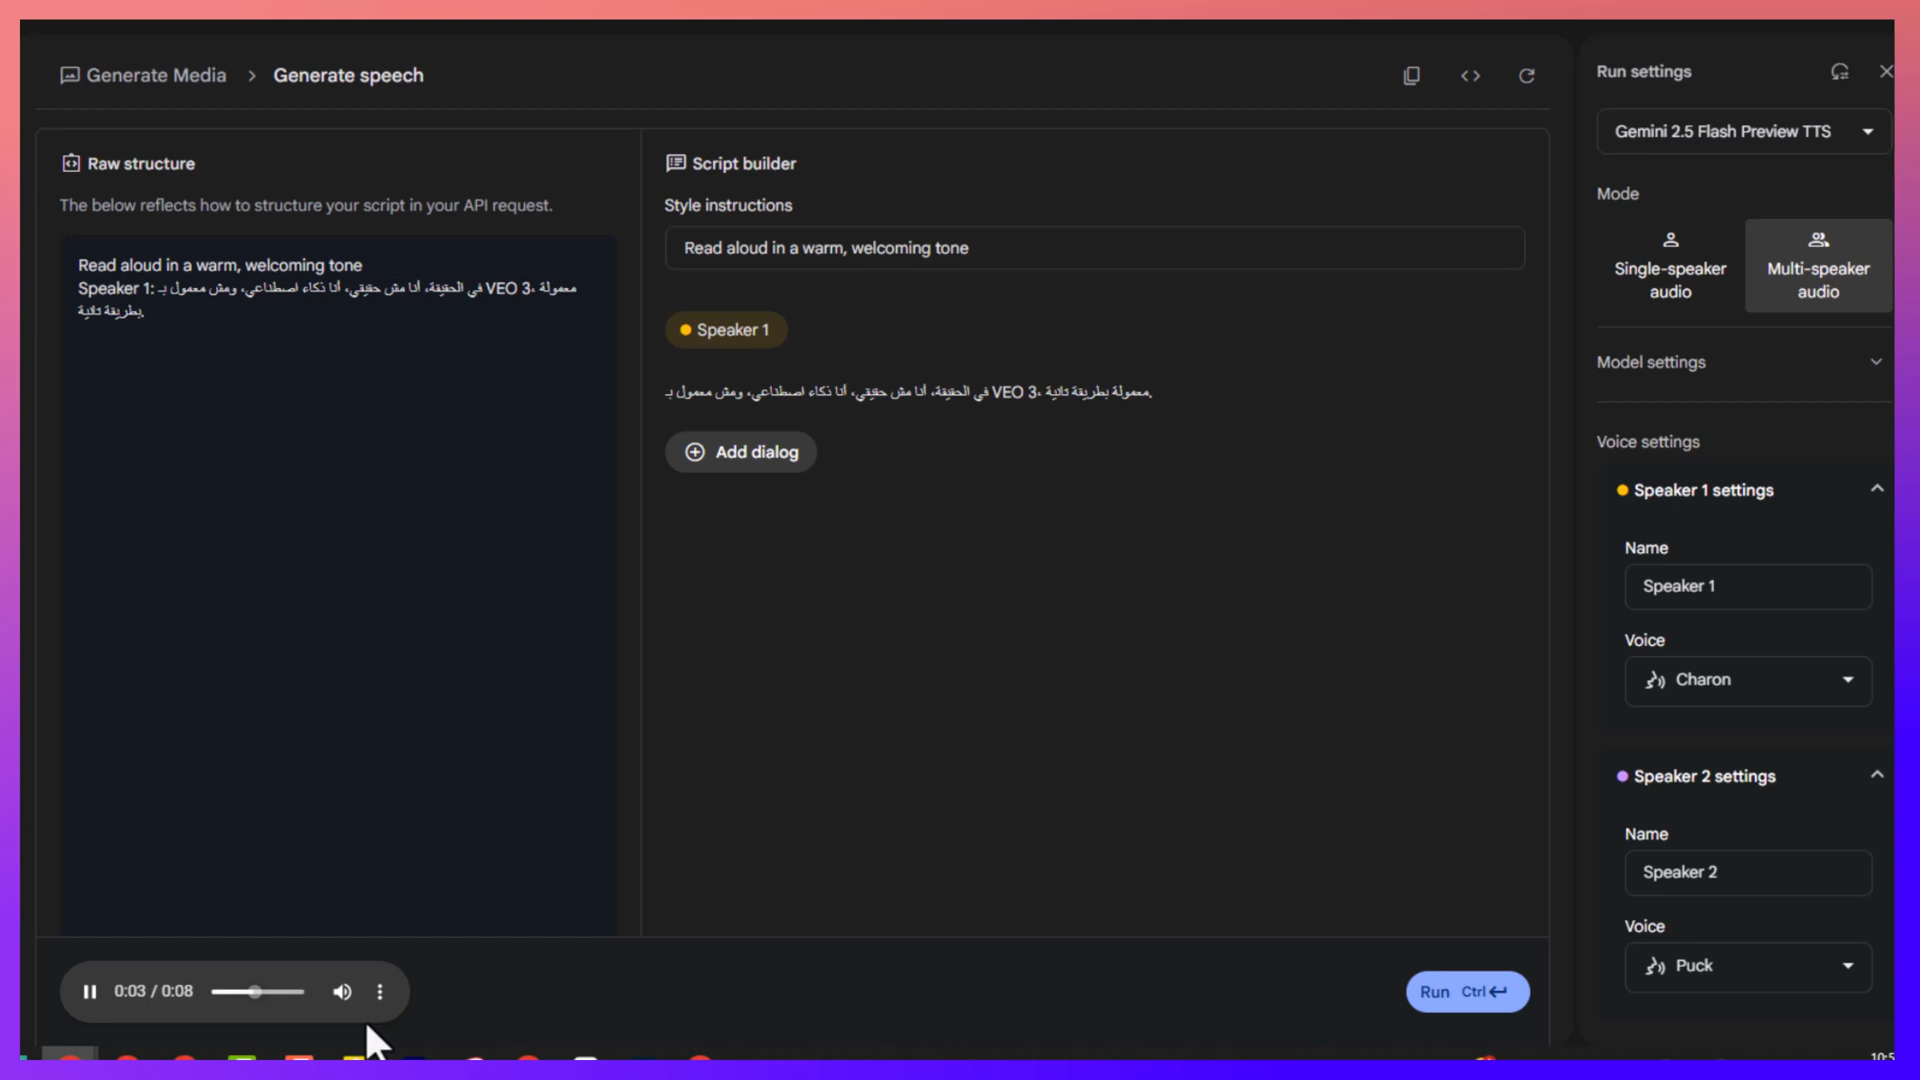 Generate Media > Generate speech
Raw structure
The below reflects how to structure your script in your API request.
Read aloud in a warm, welcoming tone
Speaker 1: في الحقيقة، أنا مش حقيقي، أنا ذكاء اصطناعي، ومش معمول بـ VEO 3، معمولة
بطريقة تانية.
Script builder
Style instructions
Read aloud in a warm, welcoming tone
Speaker 1
في الحقيقة، أنا مش حقيقي، أنا ذكاء اصطناعي، ومش معمول بـ VEO 3، معمولة بطريقة تانية.
Add dialog
0:03 / 0:08
Run Ctrl
Run settings
Gemini 2.5 Flash Preview TTS
Mode
Single-speaker
audio
Multi-speaker
audio
Model settings
Voice settings
Speaker 1 settings
Name
Speaker 1
Voice
Charon
Speaker 2 settings
Name
Speaker 2
Voice
Puck